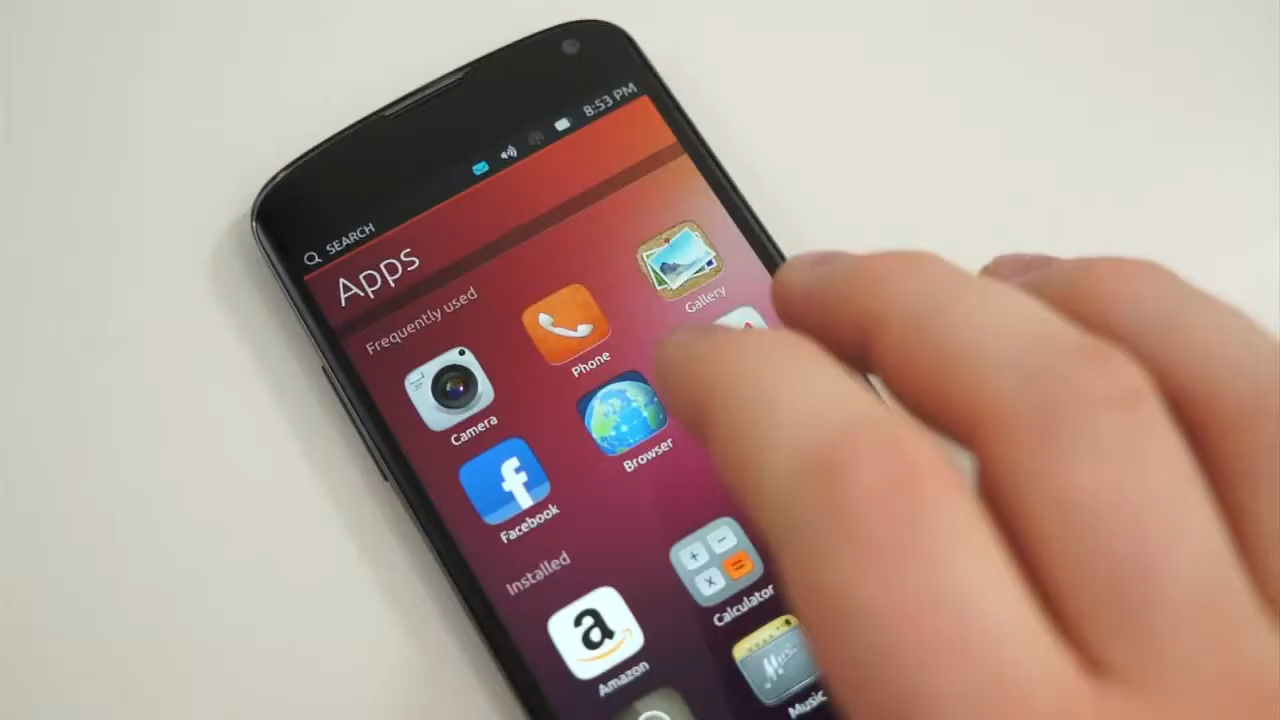 8:53 PM
SEARCH
Apps
Frequently used
Camera
Phone
Gallery
Facebook
Browser
Installed
Amazon
Calculator
Music